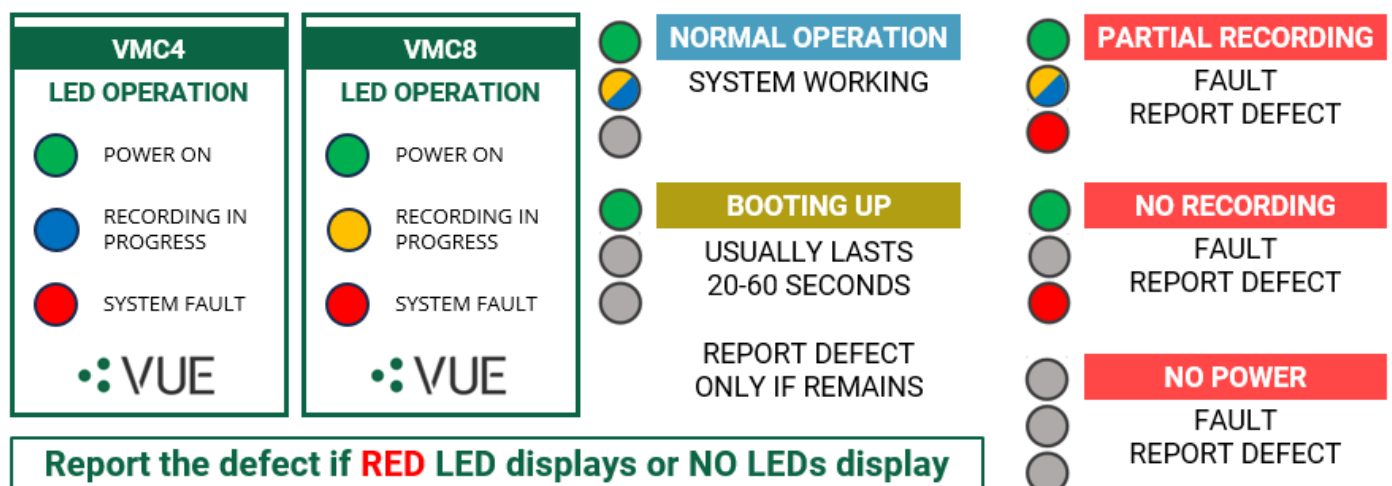 VMC4
LED OPERATION
POWER ON
RECORDING IN
PROGRESS
SYSTEM FAULT
VUE
VMC8
LED OPERATION
POWER ON
RECORDING IN
PROGRESS
SYSTEM FAULT
VUE
NORMAL OPERATION
SYSTEM WORKING
BOOTING UP
USUALLY LASTS
20-60 SECONDS
REPORT DEFECT
ONLY IF REMAINS
PARTIAL RECORDING
FAULT
REPORT DEFECT
NO RECORDING
FAULT
REPORT DEFECT
NO POWER
FAULT
REPORT DEFECT
Report the defect if RED LED displays or NO LEDs display